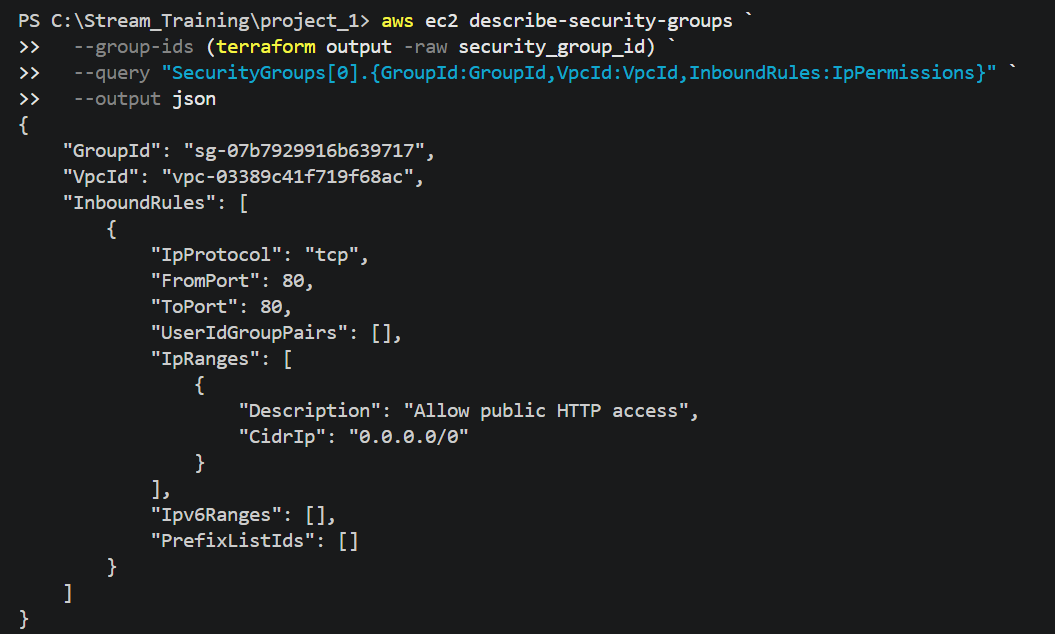 PS C:\Stream_Training\project_1> aws ec2 describe-security-groups `
>>   --group-ids (terraform output -raw security_group_id) `
>>   --query "SecurityGroups[0].{GroupId:GroupId,VpcId:VpcId,InboundRules:IpPermissions}" `
>>   --output json
{
    "GroupId": "sg-07b7929916b639717",
    "VpcId": "vpc-03389c41f719f68ac",
    "InboundRules": [
        {
            "IpProtocol": "tcp",
            "FromPort": 80,
            "ToPort": 80,
            "UserIdGroupPairs": [],
            "IpRanges": [
                {
                    "Description": "Allow public HTTP access",
                    "CidrIp": "0.0.0.0/0"
                }
            ],
            "Ipv6Ranges": [],
            "PrefixListIds": []
        }
    ]
}